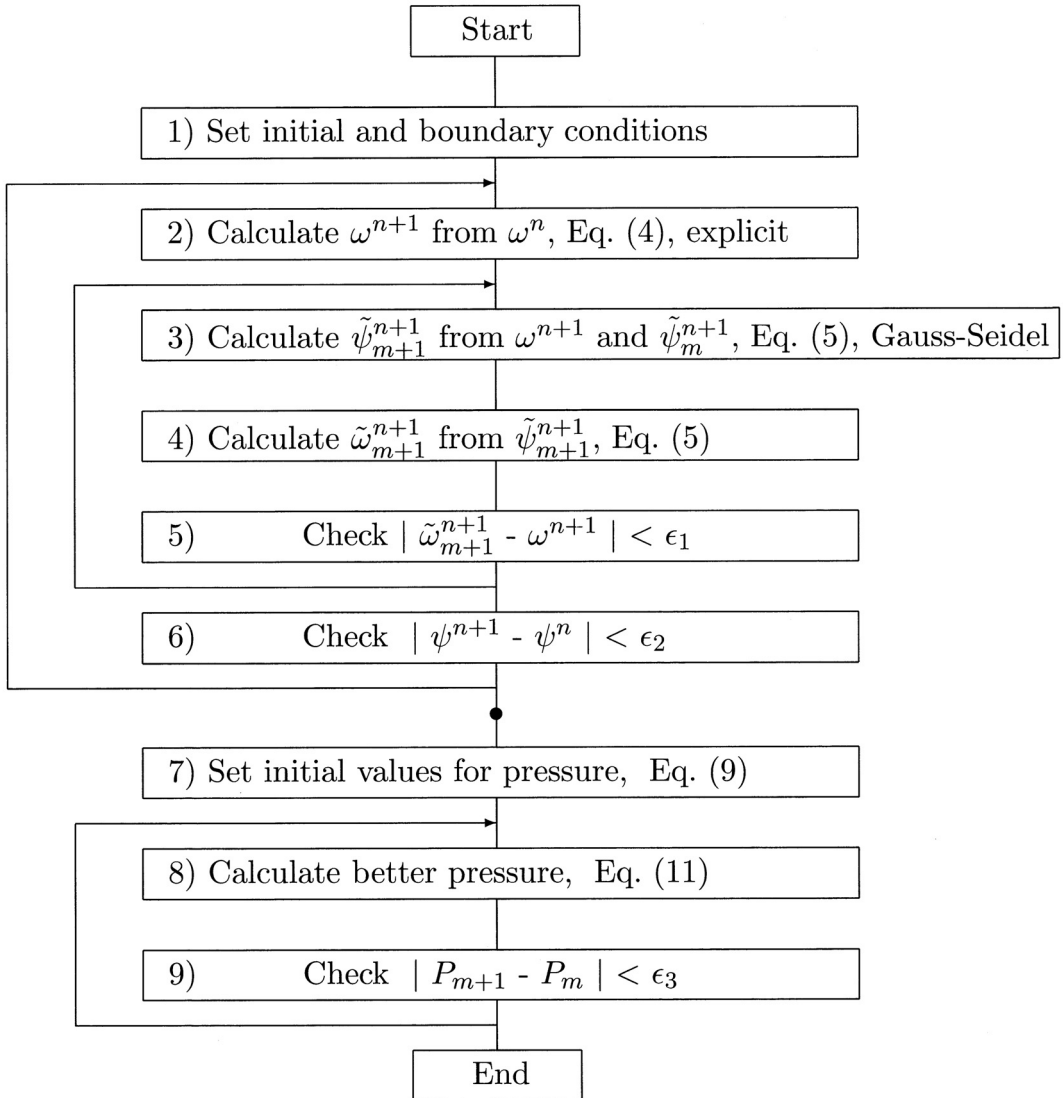 Start
1) Set initial and boundary conditions
2) Calculate ω^{n+1} from ω^n, Eq. (4), explicit
3) Calculate ψ̃^{n+1}_{m+1} from ω^{n+1} and ψ̃^{n+1}_m, Eq. (5), Gauss-Seidel
4) Calculate ω̃^{n+1}_{m+1} from ψ̃^{n+1}_{m+1}, Eq. (5)
5) Check | ω̃^{n+1}_{m+1} - ω^{n+1} | < ϵ_1
6) Check | ψ^{n+1} - ψ^n | < ϵ_2
7) Set initial values for pressure, Eq. (9)
8) Calculate better pressure, Eq. (11)
9) Check | P_{m+1} - P_m | < ϵ_3
End